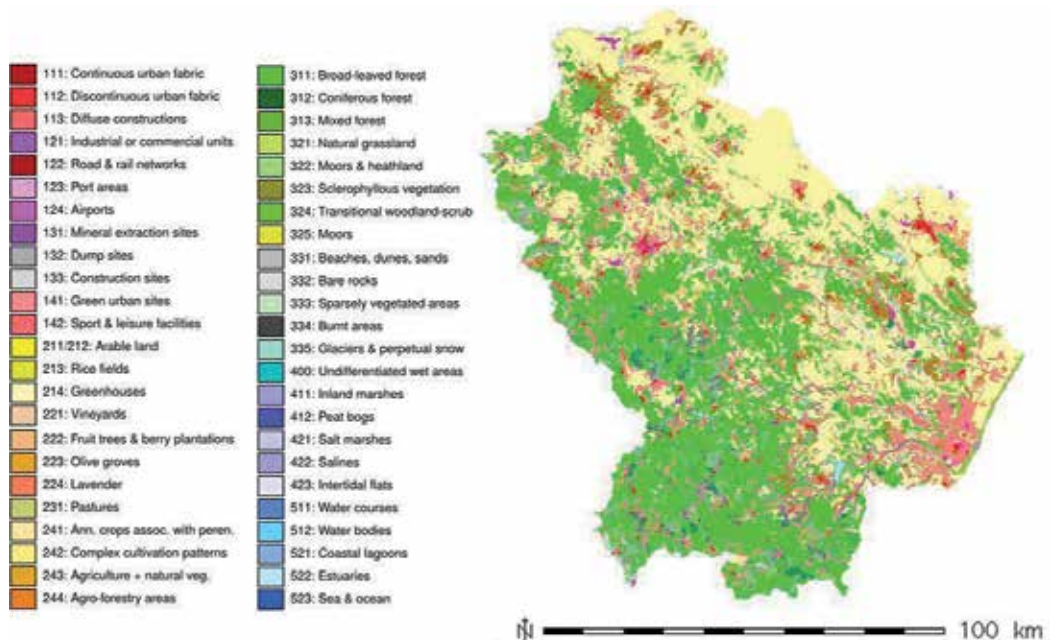 111: Continuous urban fabric
112: Discontinuous urban fabric
113: Diffuse constructions
121: Industrial or commercial units
122: Road & rail networks
123: Port areas
124: Airports
131: Mineral extraction sites
132: Dump sites
133: Construction sites
141: Green urban sites
142: Sport & leisure facilities
211/212: Arable land
213: Rice fields
214: Greenhouses
221: Vineyards
222: Fruit trees & berry plantations
223: Olive groves
224: Lavender
231: Pastures
241: Ann. crops assoc. with peren.
242: Complex cultivation patterns
243: Agriculture + natural veg.
244: Agro-forestry areas
311: Broad-leaved forest
312: Coniferous forest
313: Mixed forest
321: Natural grassland
322: Moors & heathland
323: Sclerophyllous vegetation
324: Transitional woodland-scrub
325: Moors
331: Beaches, dunes, sands
332: Bare rocks
333: Sparsely vegetated areas
334: Burnt areas
335: Glaciers & perpetual snow
400: Undifferentiated wet areas
411: Inland marshes
412: Peat bogs
421: Salt marshes
422: Salines
423: Intertidal flats
511: Water courses
512: Water bodies
521: Coastal lagoons
522: Estuaries
523: Sea & ocean
N
100 km